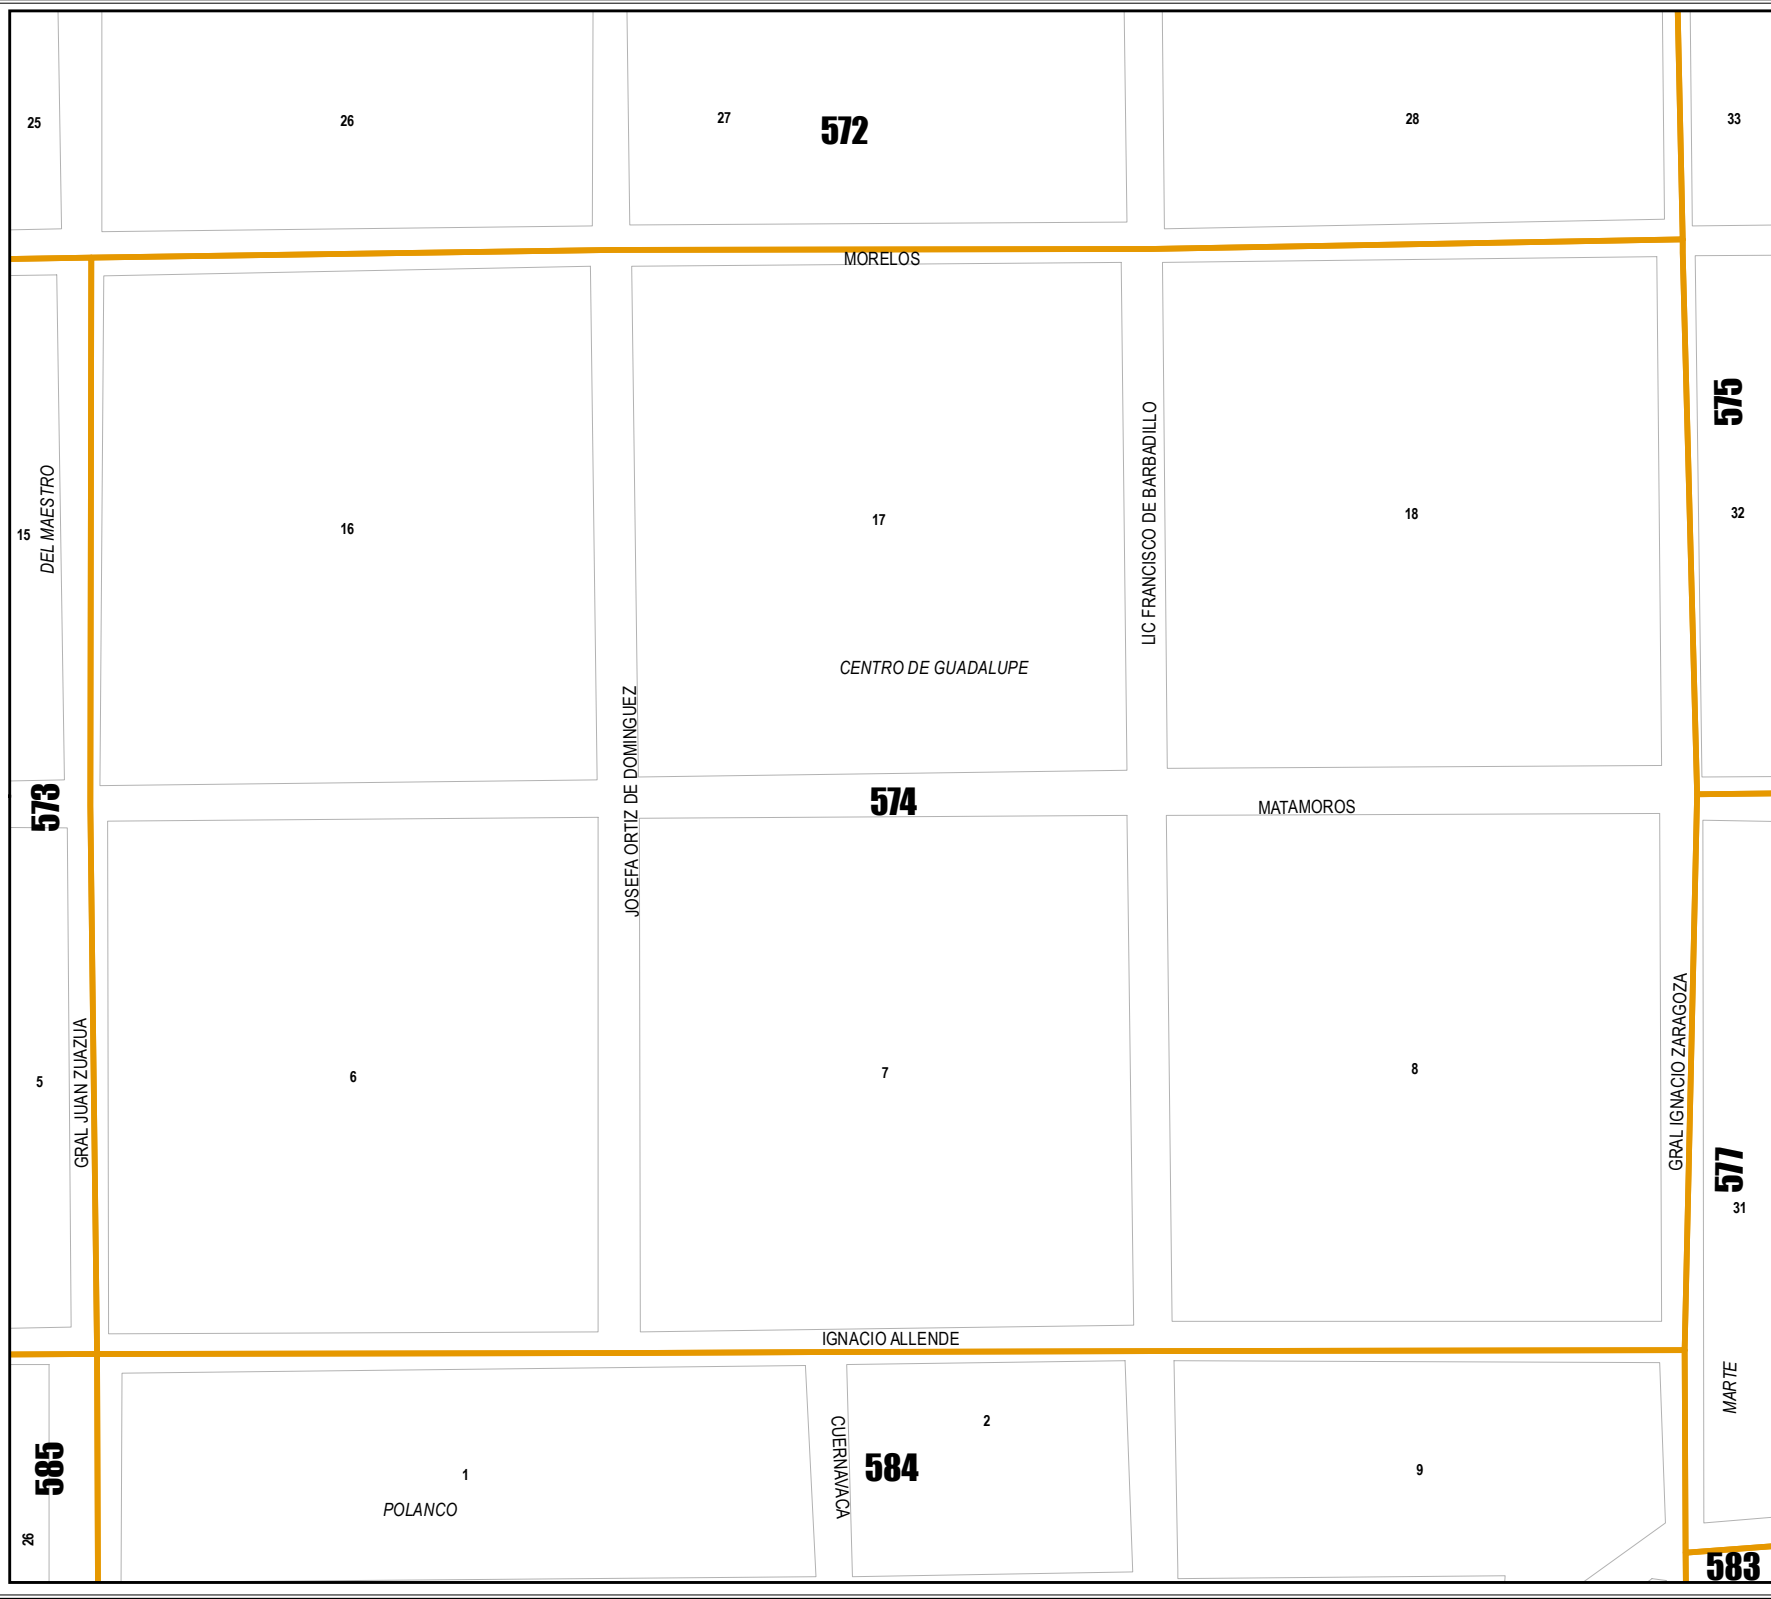 25
26
27
572
28
33
MORELOS
575
LIC FRANCISCO DE BARBADILLO
DEL MAESTRO
15
16
17
18
32
CENTRO DE GUADALUPE
JOSEFA ORTIZ DE DOMINGUEZ
573
574
MATAMOROS
GRAL JUAN ZUAZUA
GRAL IGNACIO ZARAGOZA
5
6
7
8
577
31
IGNACIO ALLENDE
MARTE
CUERNAVACA
2
585
584
1
9
POLANCO
26
583